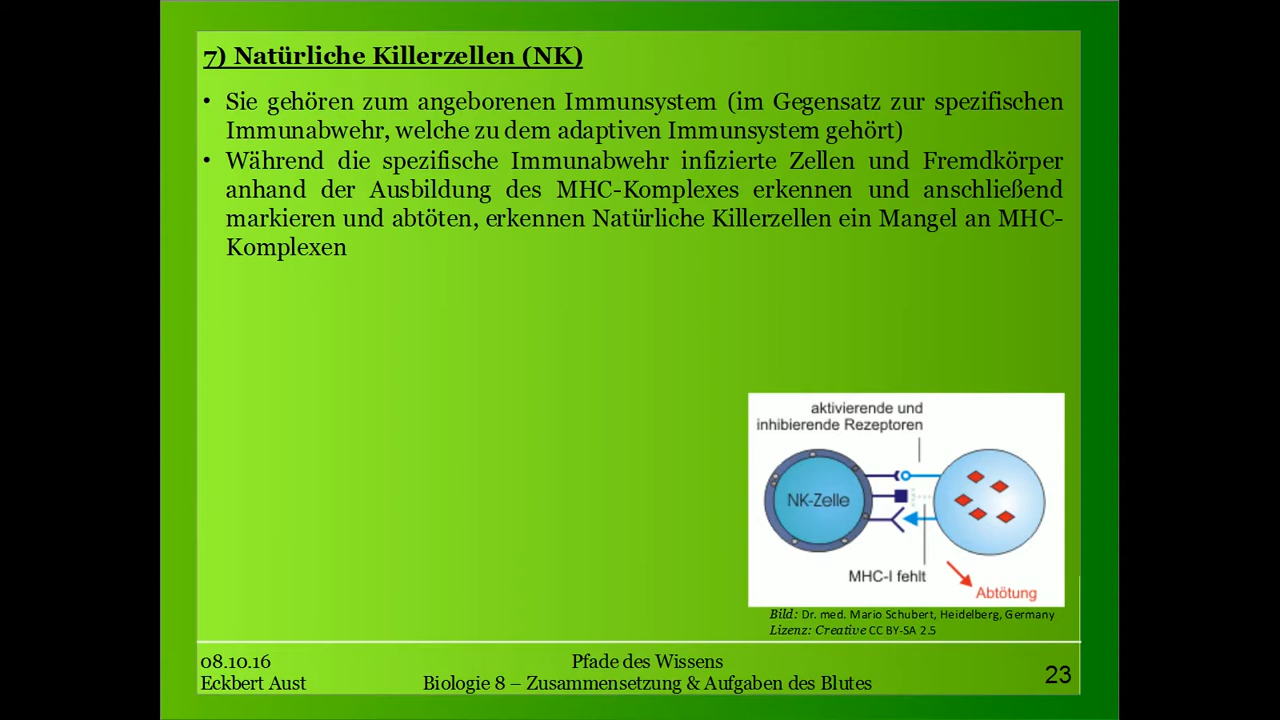 7) Natürliche Killerzellen (NK)
• Sie gehören zum angeborenen Immunsystem (im Gegensatz zur spezifischen
Immunabwehr, welche zu dem adaptiven Immunsystem gehört)
• Während die spezifische Immunabwehr infizierte Zellen und Fremdkörper
anhand der Ausbildung des MHC-Komplexes erkennen und anschließend
markieren und abtöten, erkennen Natürliche Killerzellen ein Mangel an MHC-
Komplexen
aktivierende und
inhibierende Rezeptoren
NK-Zelle
MHC-I fehlt
Abtötung
Bild: Dr. med. Mario Schubert, Heidelberg, Germany
Lizenz: Creative CC BY-SA 2.5
08.10.16
Eckbert Aust
Pfade des Wissens
Biologie 8 – Zusammensetzung & Aufgaben des Blutes
23